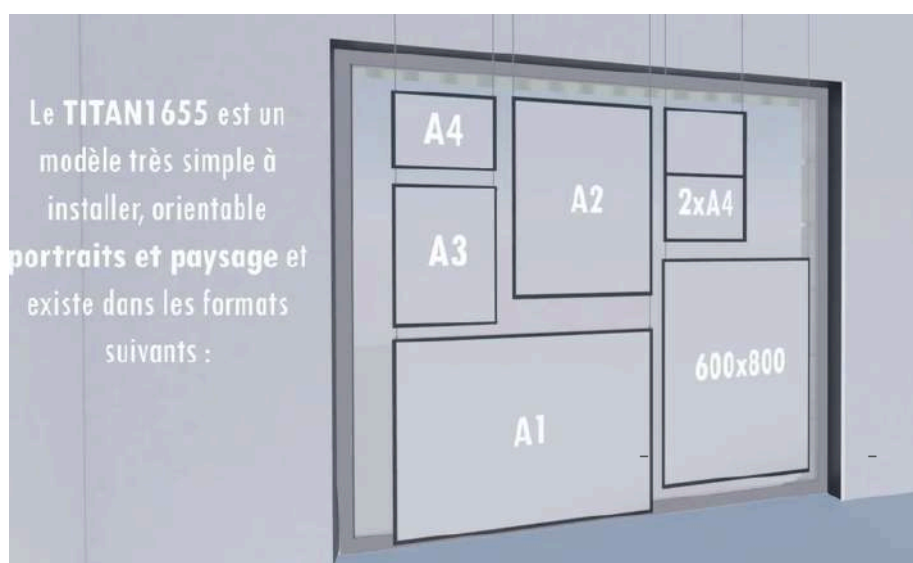 Le TITAN1655 est un
modèle très simple à
installer, orientable
portraits et paysage et
existe dans les formats
suivants :
A4
A2
2xA4
A3
600x800
A1